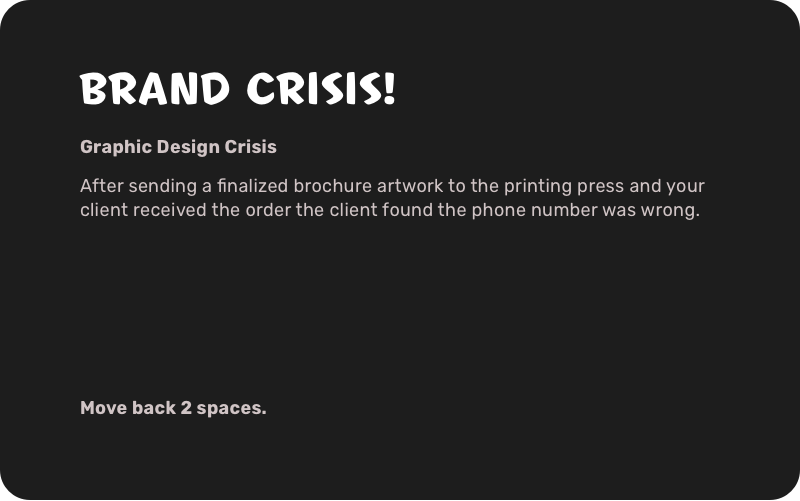 BRAND CRISIS!
Graphic Design Crisis
After sending a finalized brochure artwork to the printing press and your
client received the order the client found the phone number was wrong.
Move back 2 spaces.